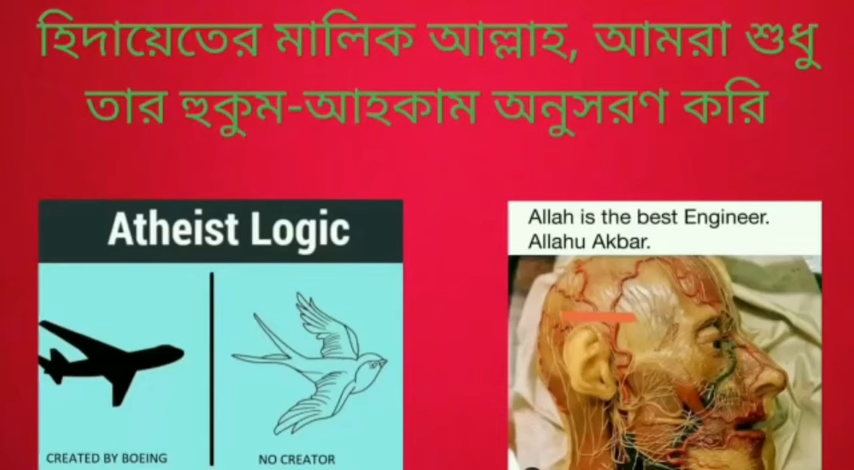 হিদায়েতের মালিক আল্লাহ, আমরা শুধু
তার হুকুম-আহকাম অনুসরণ করি
Atheist Logic
CREATED BY BOEING
NO CREATOR
Allah is the best Engineer.
Allahu Akbar.